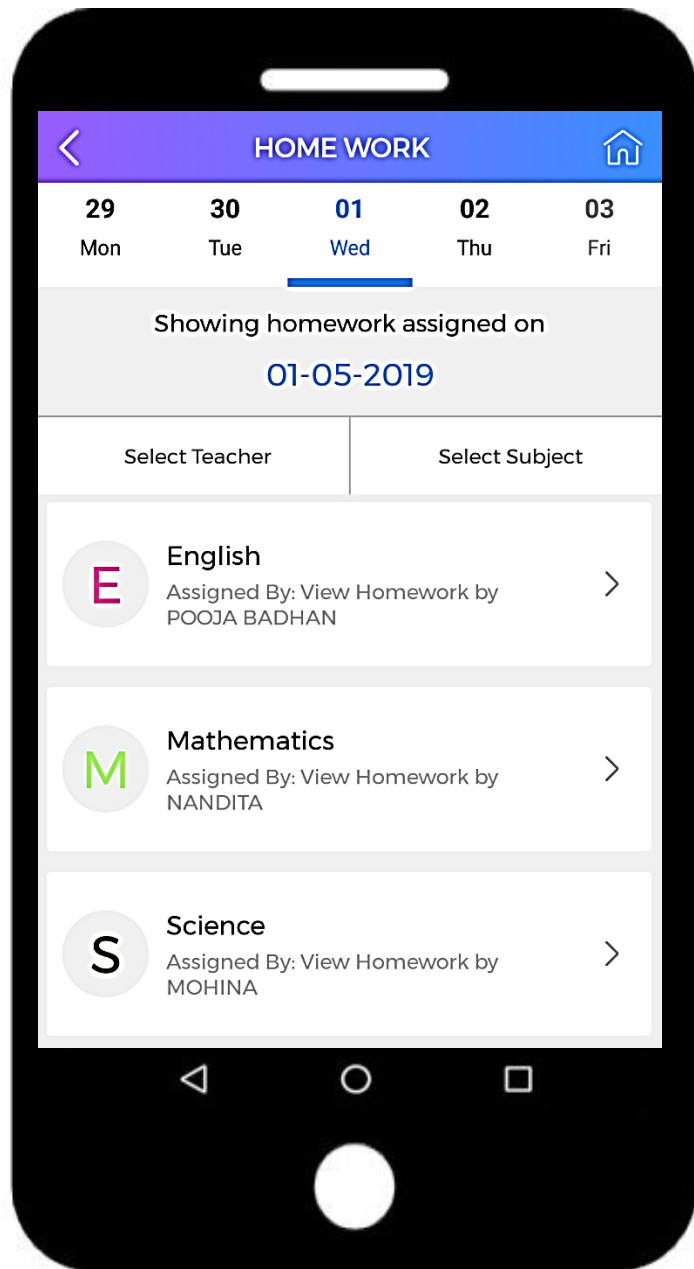 HOME WORK
29 30 01 02 03
Mon Tue Wed Thu Fri
Showing homework assigned on
01-05-2019
Select Teacher Select Subject
E
English
Assigned By: View Homework by
POOJA BADHAN
M
Mathematics
Assigned By: View Homework by
NANDITA
S
Science
Assigned By: View Homework by
MOHINA